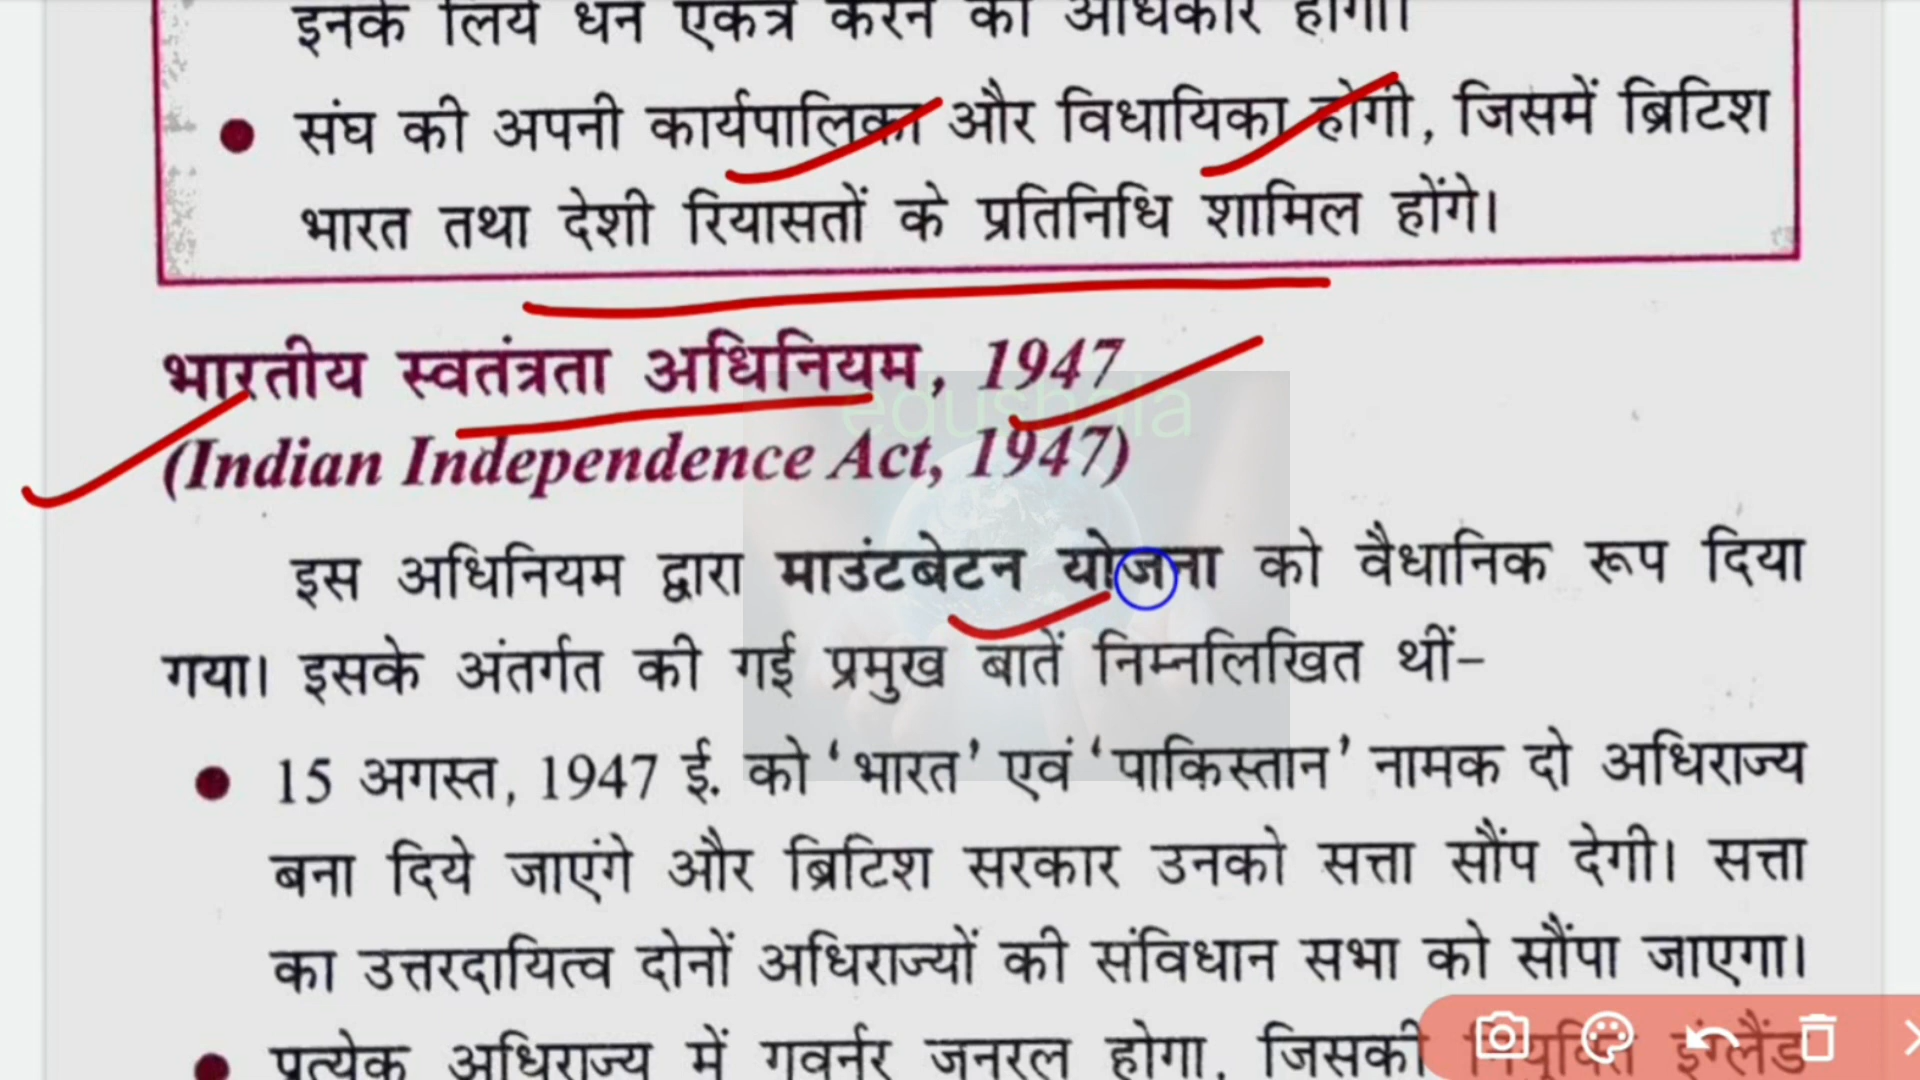 इनके लिये धन एकत्र करने का अधिकार होगा।
● संघ की अपनी कार्यपालिका और विधायिका होगी, जिसमें ब्रिटिश
भारत तथा देशी रियासतों के प्रतिनिधि शामिल होंगे।
भारतीय स्वतंत्रता अधिनियम, 1947
(Indian Independence Act, 1947)
edushala
इस अधिनियम द्वारा माउंटबेटन योजना को वैधानिक रूप दिया
गया। इसके अंतर्गत की गई प्रमुख बातें निम्नलिखित थीं–
● 15 अगस्त, 1947 ई. को ‘भारत’ एवं ‘पाकिस्तान’ नामक दो अधिराज्य
बना दिये जाएंगे और ब्रिटिश सरकार उनको सत्ता सौंप देगी। सत्ता
का उत्तरदायित्व दोनों अधिराज्यों की संविधान सभा को सौंपा जाएगा।
● प्रत्येक अधिराज्य में गवर्नर जनरल होगा, जिसकी नियुक्ति इंग्लैंड